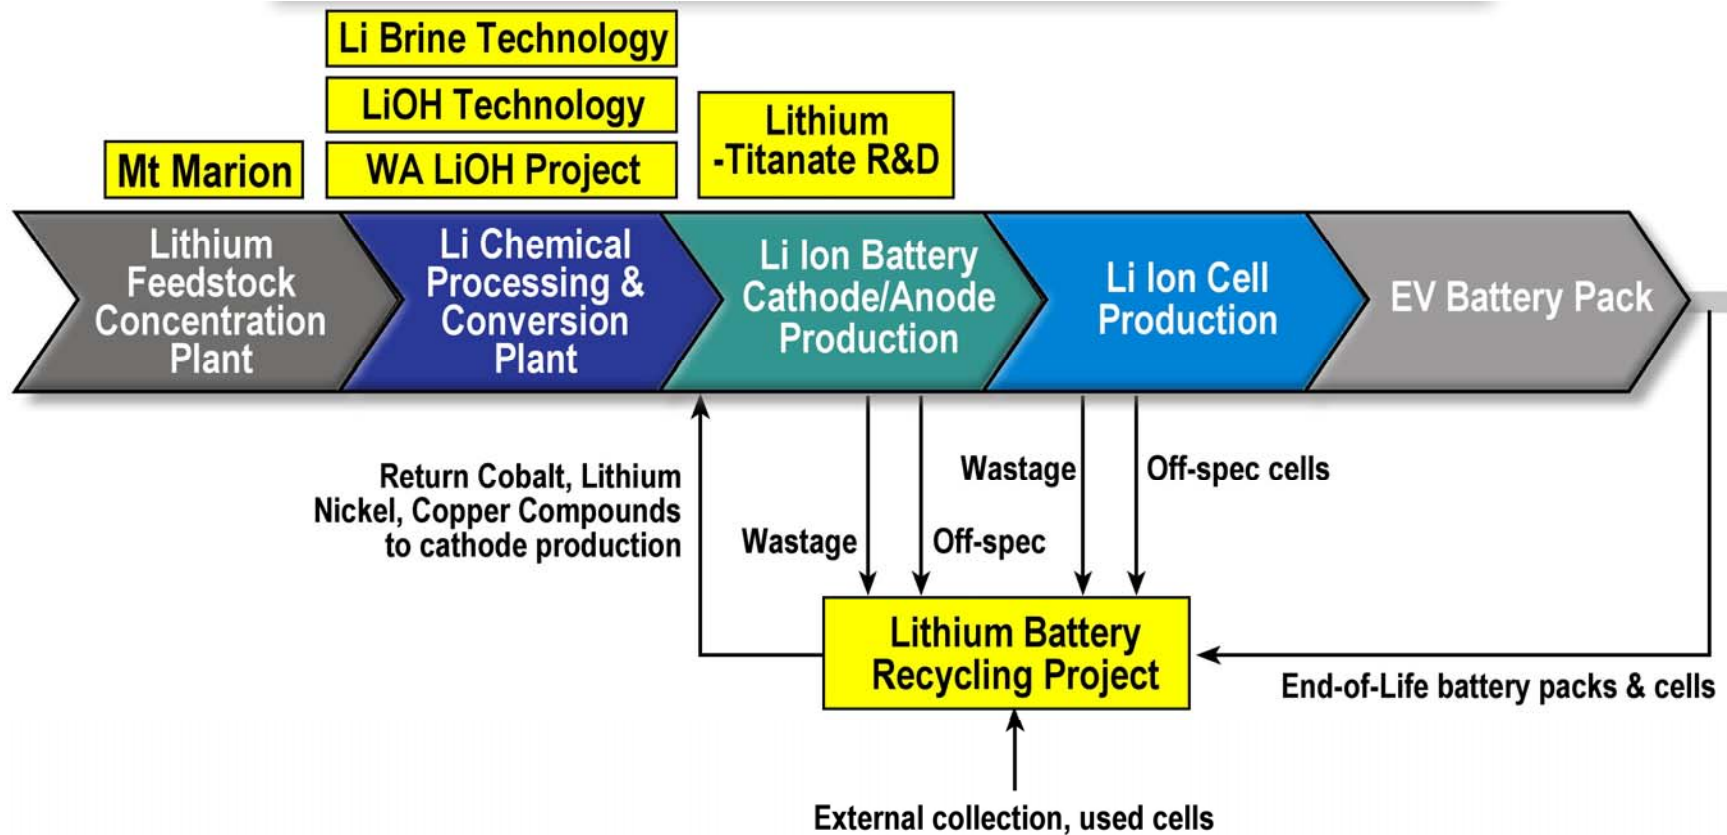 Li Brine Technology
LiOH Technology
WA LiOH Project
Mt Marion
Lithium
-Titanate R&D
Lithium
Feedstock
Concentration
Plant
Li Chemical
Processing &
Conversion
Plant
Li Ion Battery
Cathode/Anode
Production
Li Ion Cell
Production
EV Battery Pack
Return Cobalt, Lithium
Nickel, Copper Compounds
to cathode production
Wastage
Off-spec
Wastage
Off-spec cells
Lithium Battery
Recycling Project
End-of-Life battery packs & cells
External collection, used cells